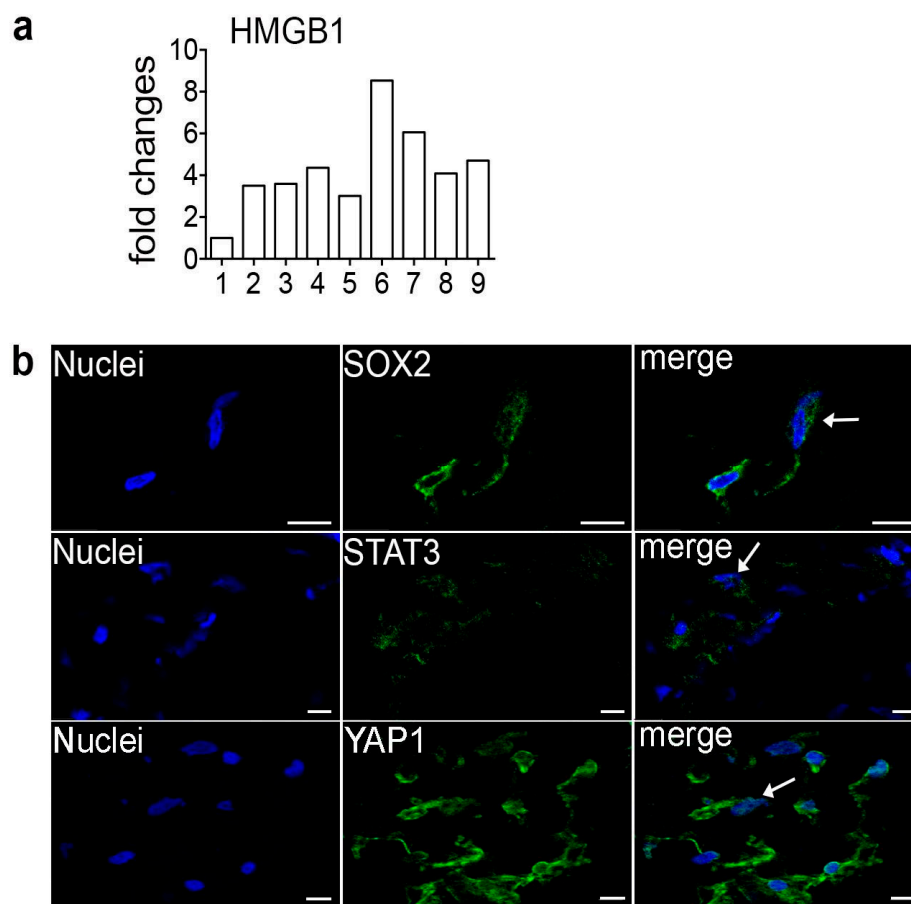 a
HMGB1
fold changes
10
8
6
4
2
0
1 2 3 4 5 6 7 8 9
b
Nuclei SOX2 merge
Nuclei STAT3 merge
Nuclei YAP1 merge